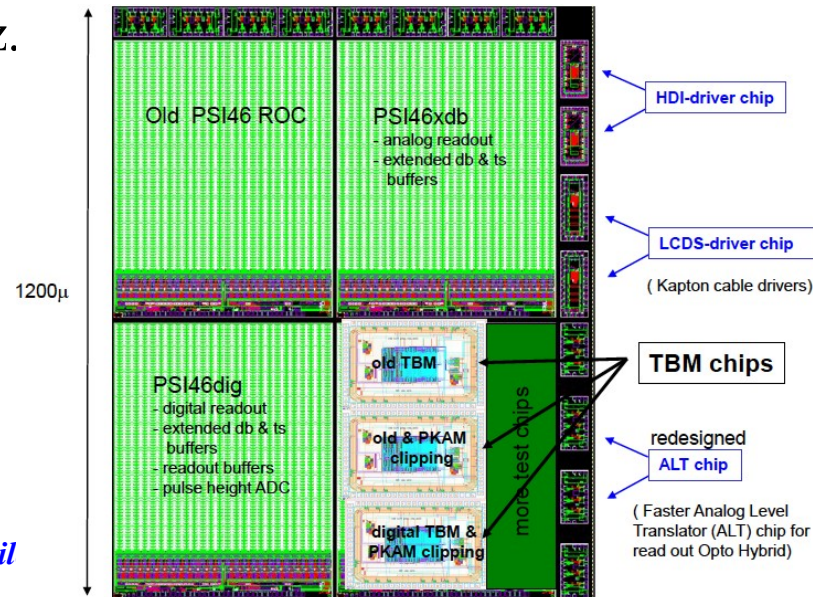 z.
Old PSI46 ROC
PSI46xdb
- analog readout
- extended db & ts
buffers
HDI-driver chip
LCDS-driver chip
( Kapton cable drivers)
1200µ
PSI46dig
- digital readout
- extended db & ts
buffers
- readout buffers
- pulse height ADC
old TBM
old & PKAM
clipping
digital TBM &
PKAM clipping
more test chips
TBM chips
redesigned
ALT chip
( Faster Analog Level
Translator (ALT) chip for
read out Opto Hybrid)
il